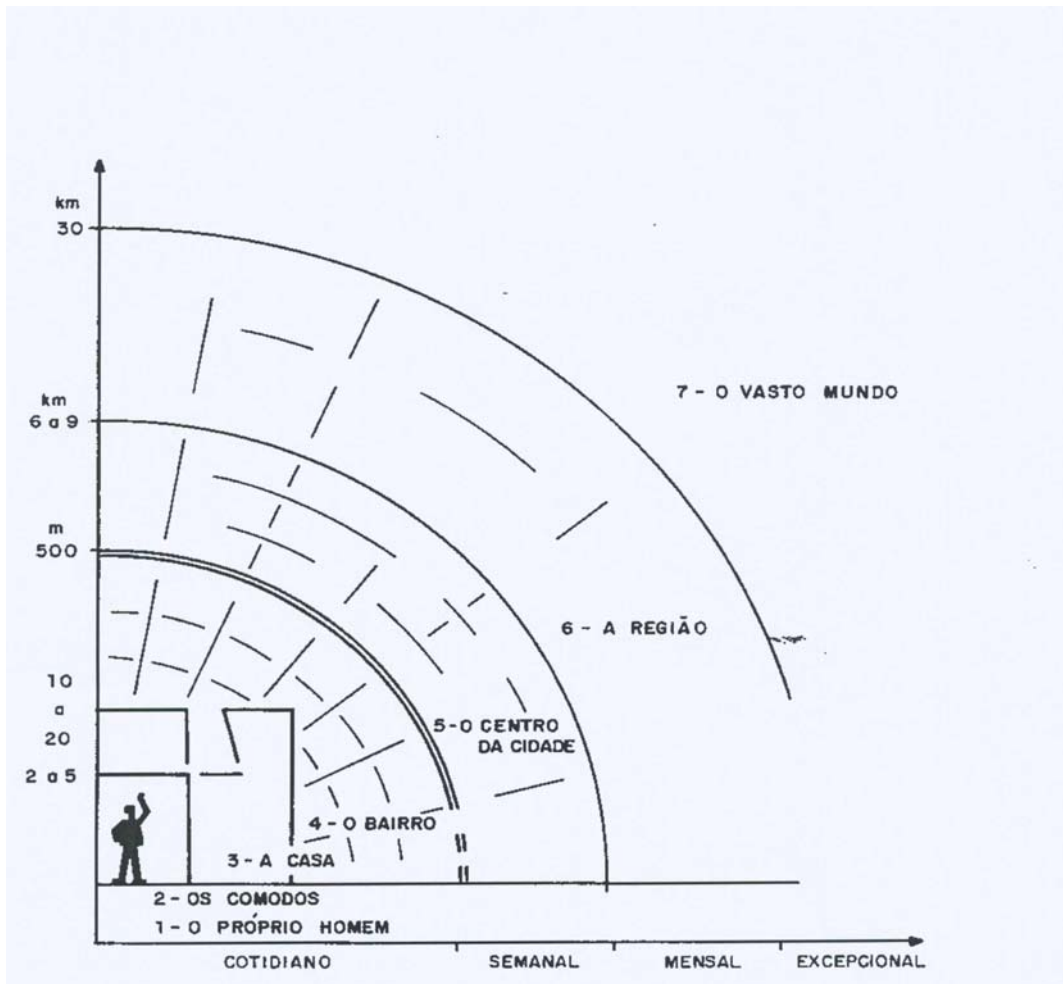 km
30
7 - O VASTO MUNDO
km
6 a 9
m
500
6 - A REGIÃO
10
a
20
5 - O CENTRO
DA CIDADE
2 a 5
4 - O BAIRRO
3 - A CASA
2 - OS COMODOS
1 - O PRÓPRIO HOMEM
COTIDIANO
SEMANAL
MENSAL
EXCEPCIONAL